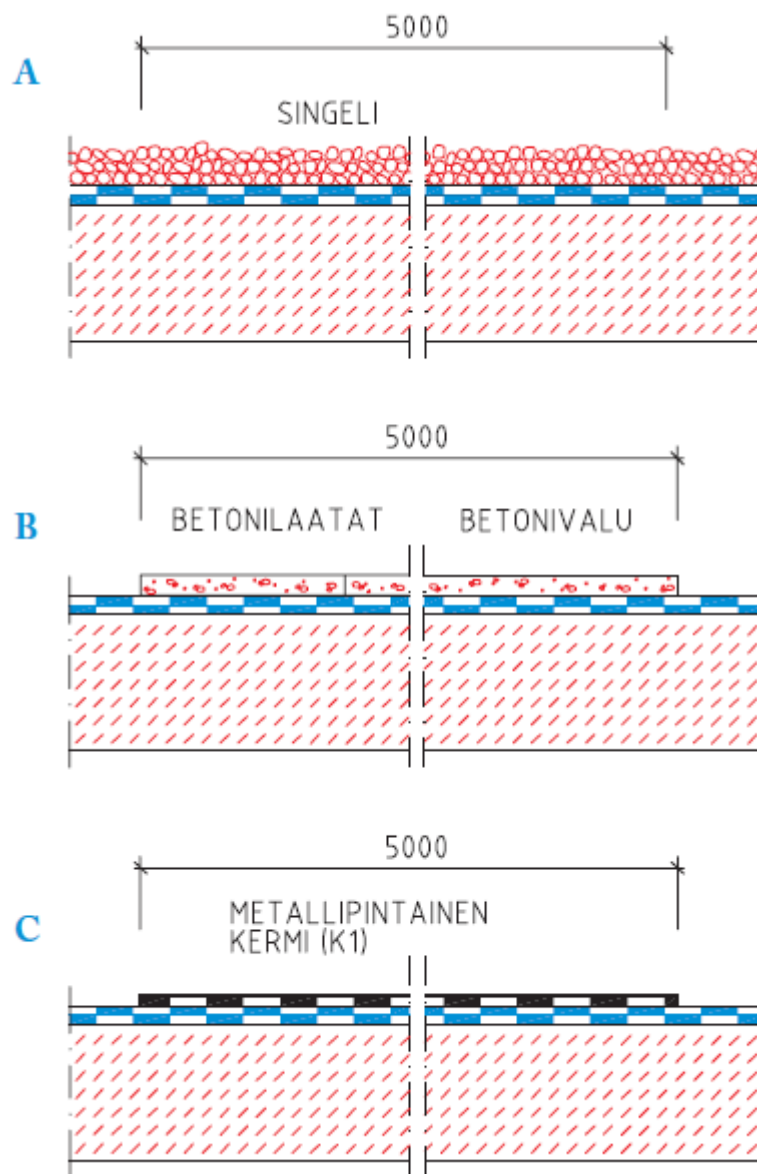 5000
A
SINGELI
5000
B
BETONILAATAT BETONIVALU
5000
C
METALLIPINTAINEN
KERMI (K1)